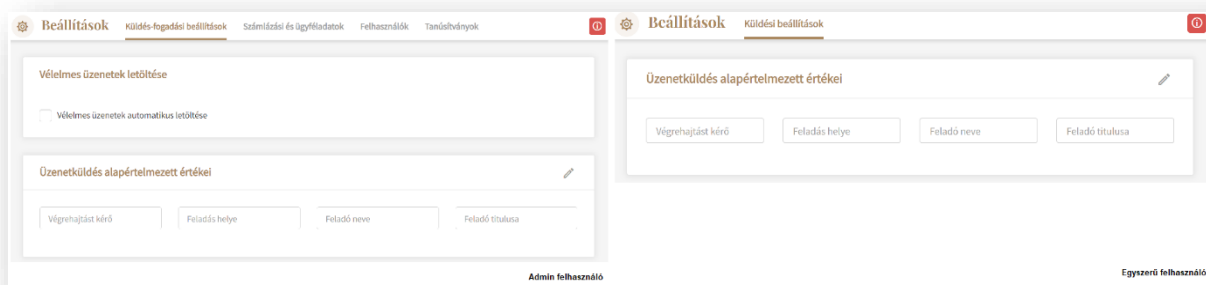 Beállítások Küldés-fogadási beállítások Számlázási és ügyféladatok Felhasználók Tanúsítványok
Vélelmes üzenetek letöltése
Vélelmes üzenetek automatikus letöltése
Üzenetküldés alapértelmezett értékei
Végrehajtást kérő Feladás helye Feladó neve Feladó titulusa
Admin felhasználó
Beállítások Küldési beállítások
Üzenetküldés alapértelmezett értékei
Végrehajtást kérő Feladás helye Feladó neve Feladó titulusa
Egyszerű felhasználó